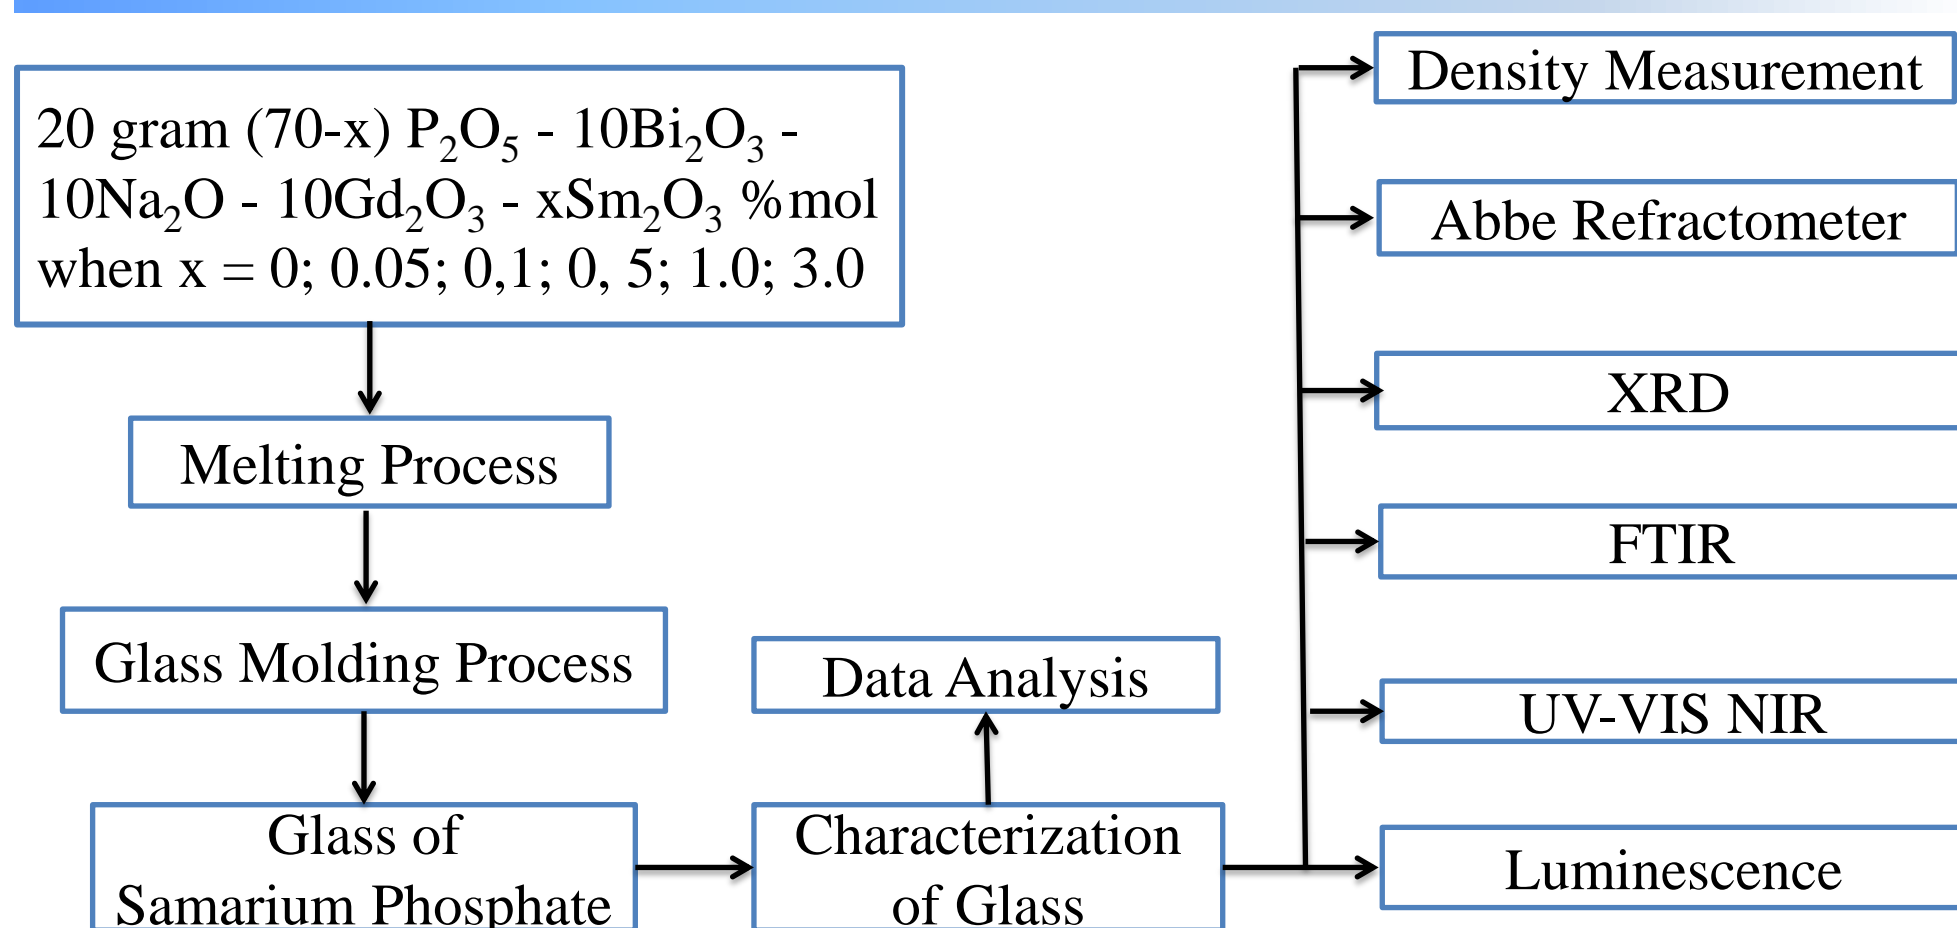 20 gram (70-x) P₂O₅ - 10Bi₂O₃ -
10Na₂O - 10Gd₂O₃ - xSm₂O₃ %mol
when x = 0; 0.05; 0,1; 0, 5; 1.0; 3.0
Melting Process
Glass Molding Process
Glass of
Samarium Phosphate
Characterization
of Glass
Data Analysis
Density Measurement
Abbe Refractometer
XRD
FTIR
UV-VIS NIR
Luminescence